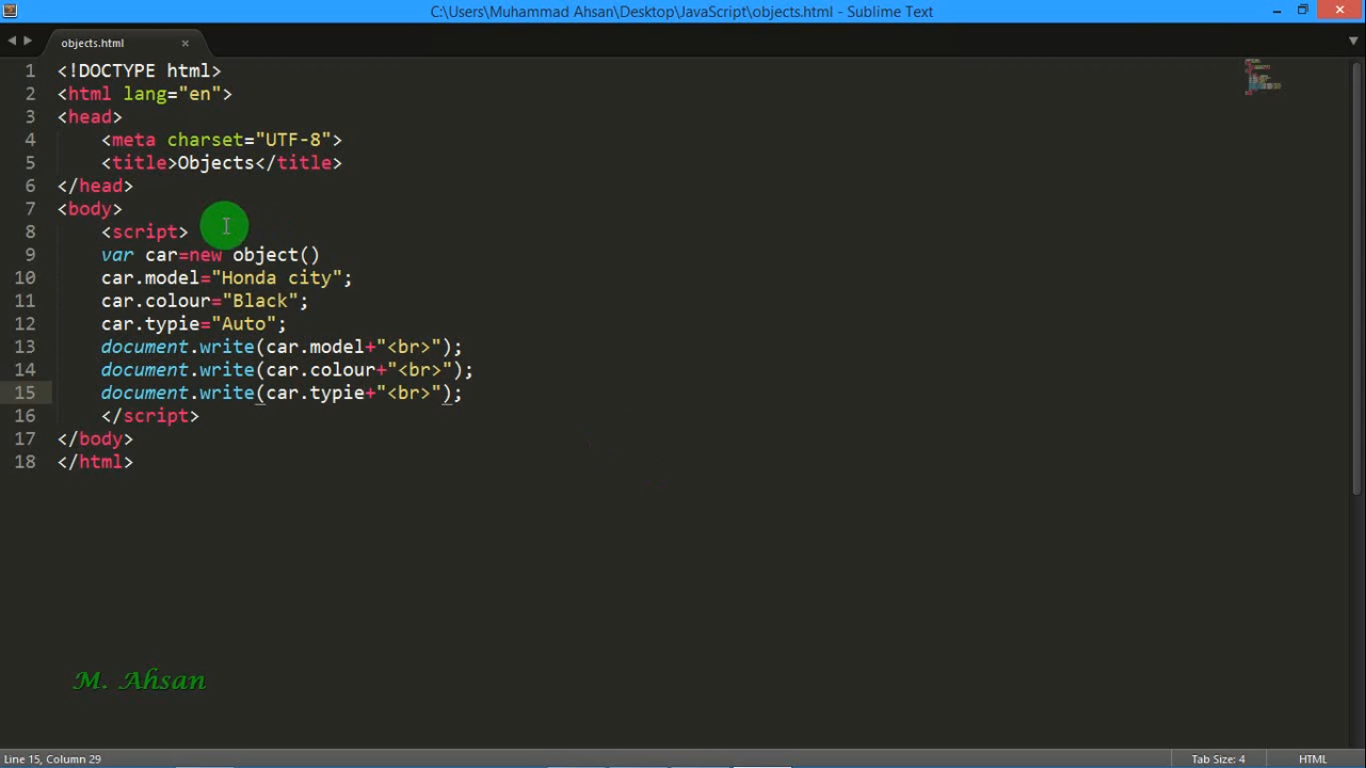 C:\Users\Muhammad Ahsan\Desktop\JavaScript\objects.html - Sublime Text
objects.html
1 <!DOCTYPE html>
2 <html lang="en">
3 <head>
4 <meta charset="UTF-8">
5 <title>Objects</title>
6 </head>
7 <body>
8 <script>
9 var car=new object()
10 car.model="Honda city";
11 car.colour="Black";
12 car.typie="Auto";
13 document.write(car.model+"<br>");
14 document.write(car.colour+"<br>");
15 document.write(car.typie+"<br>");
16 </script>
17 </body>
18 </html>
M. Ahsan
Line 15, Column 29
Tab Size: 4
HTML